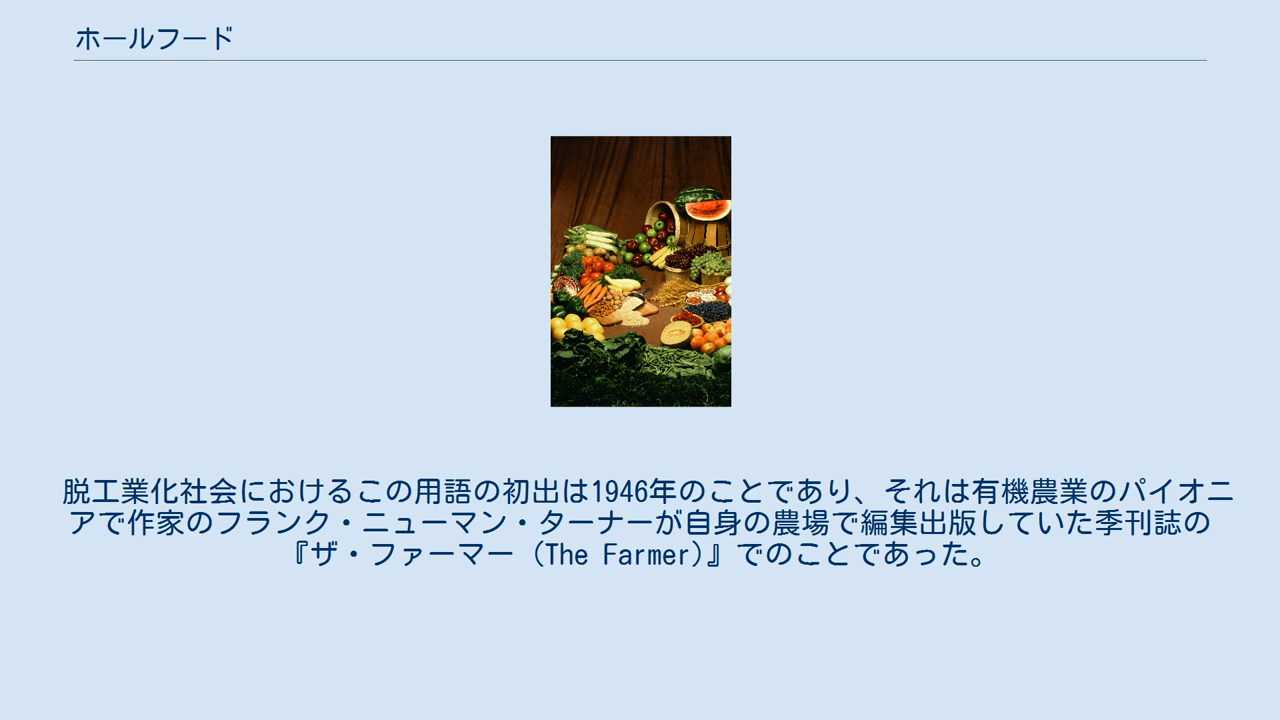 ホールフード
脱工業化社会におけるこの用語の初出は1946年のことであり、それは有機農業のパイオニ
アで作家のフランク・ニューマン・ターナーが自身の農場で編集出版していた季刊誌の
『ザ・ファーマー (The Farmer)』でのことであった。